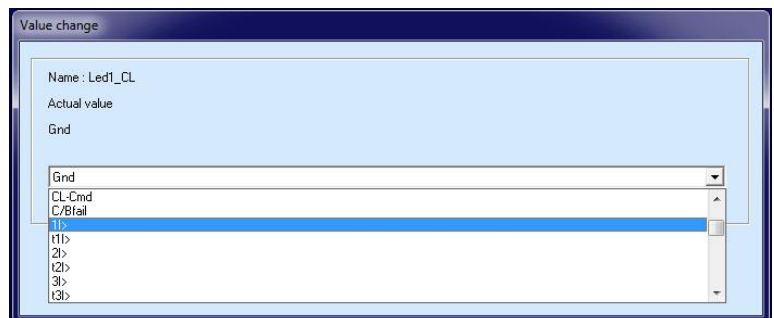 Value change
Name : Led1_CL
Actual value
Gnd
Gnd
CL-Cmd
C/Bfail
1I>
t1I>
2I>
t2I>
3I>
t3I>